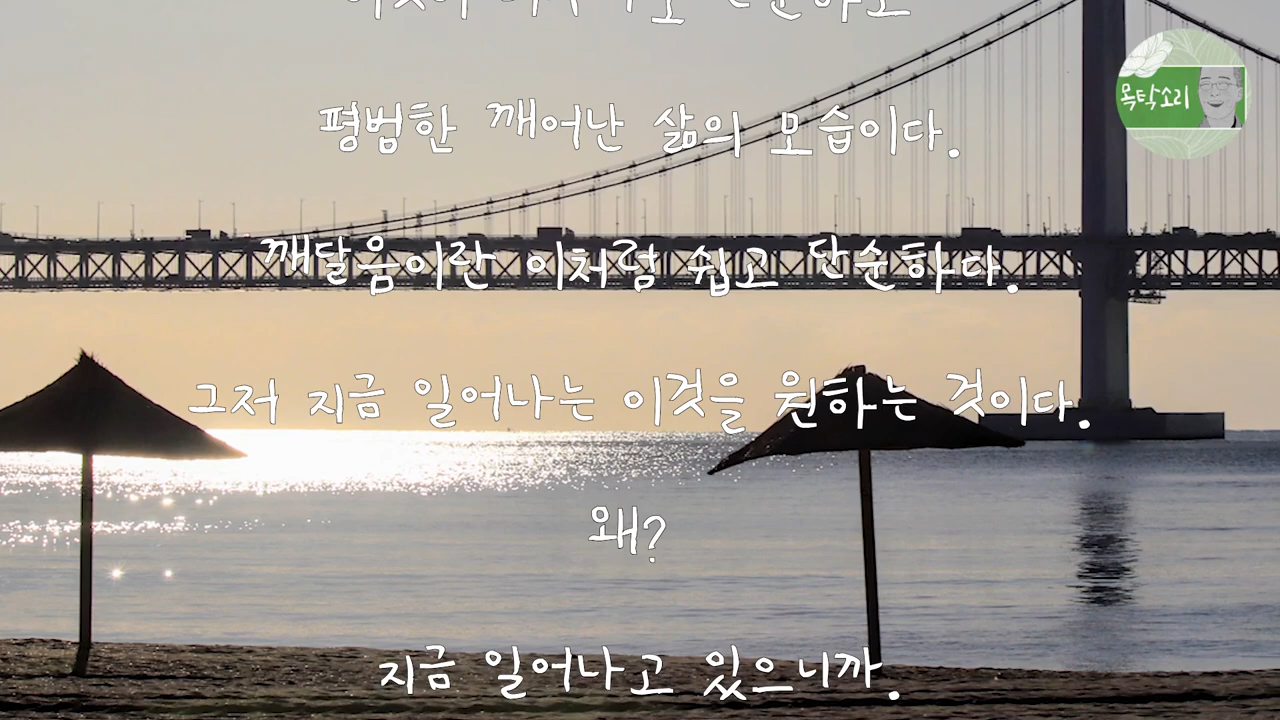 평범한 깨어난 삶의 모습이다.
목탁소리
깨달음이란 이처럼 쉽고 단순하다.
그저 지금 일어나는 이것을 원하는 것이다.
왜?
지금 일어나고 있으니까.